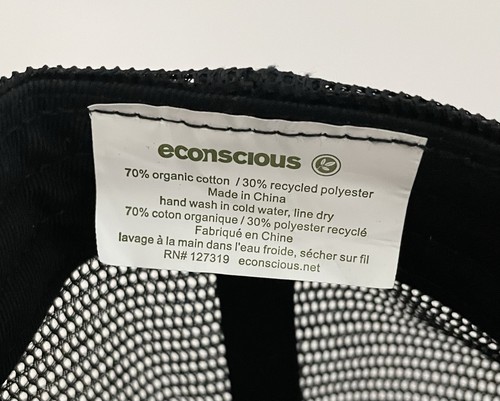 econscious
70% organic cotton / 30% recycled polyester
Made in China
hand wash in cold water, line dry
70% coton organique / 30% polyester recyclé
Fabriqué en Chine
lavage à la main dans l'eau froide, sécher sur fil
RN# 127319 econscious.net